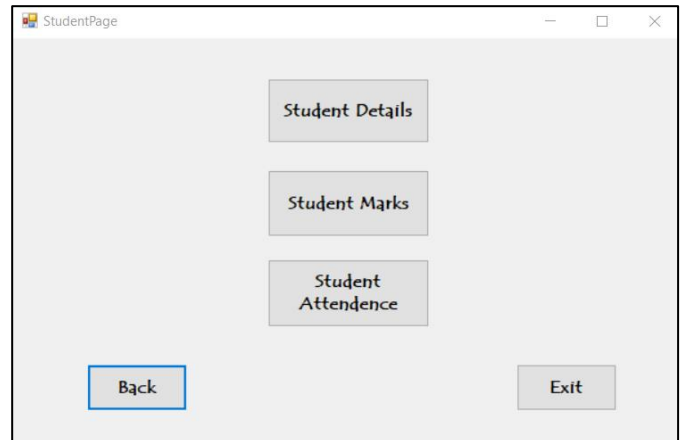 StudentPage
Student Details
Student Marks
Student
Attendence
Back
Exit